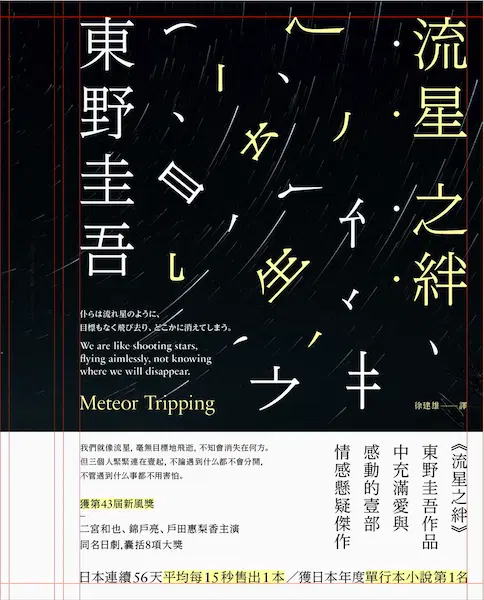 流星之絆
東野圭吾
仆らは流れ星のように、
目標もなく飛び去り、どこかに消えてしまう。
We are like shooting stars,
flying aimlessly, not knowing
where we will disappear.
Meteor Tripping
徐建雄——譯
《流星之絆》
東野圭吾作品
中充滿愛與
感動的壹部
情感懸疑傑作
我們就像流星，毫無目標地飛逝，不知會消失在何方。
但三個人緊緊連在壹起，不論遇到什么都不會分開，
不管遇到什么事都不用害怕。
獲第43届新風獎
二宮和也、錦戶亮、戶田惠梨香主演
同名日劇，囊括8項大獎
日本連續56天平均每15秒售出1本／獲日本年度單行本小說第1名